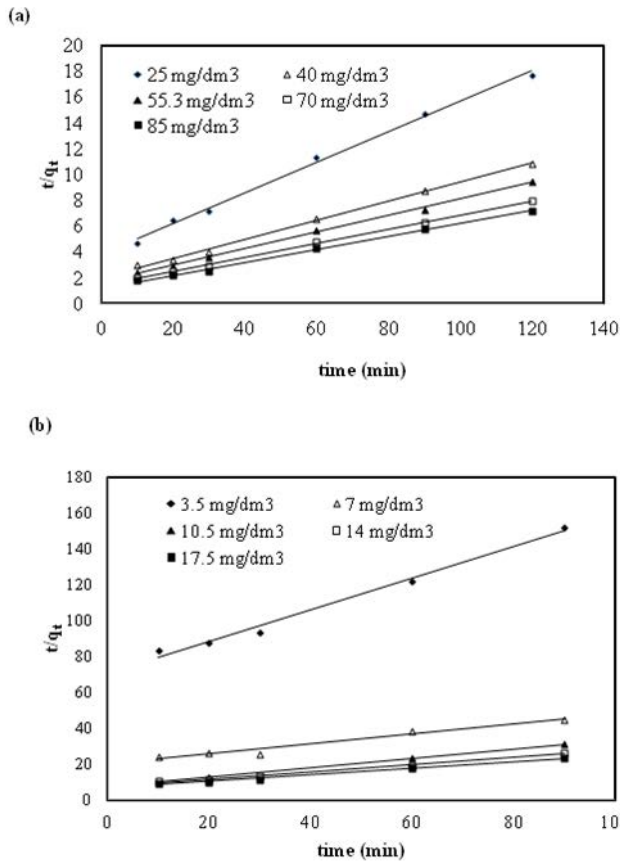 (a)
20
18
16
14
12
10
8
6
4
2
0
t/qt
25 mg/dm3 40 mg/dm3
55.3 mg/dm3 70 mg/dm3
85 mg/dm3
0 20 40 60 80 100 120 140
time (min)
(b)
180
160
140
120
100
80
60
40
20
0
t/qt
3.5 mg/dm3 7 mg/dm3
10.5 mg/dm3 14 mg/dm3
17.5 mg/dm3
0 20 40 60 80 10
time (min)